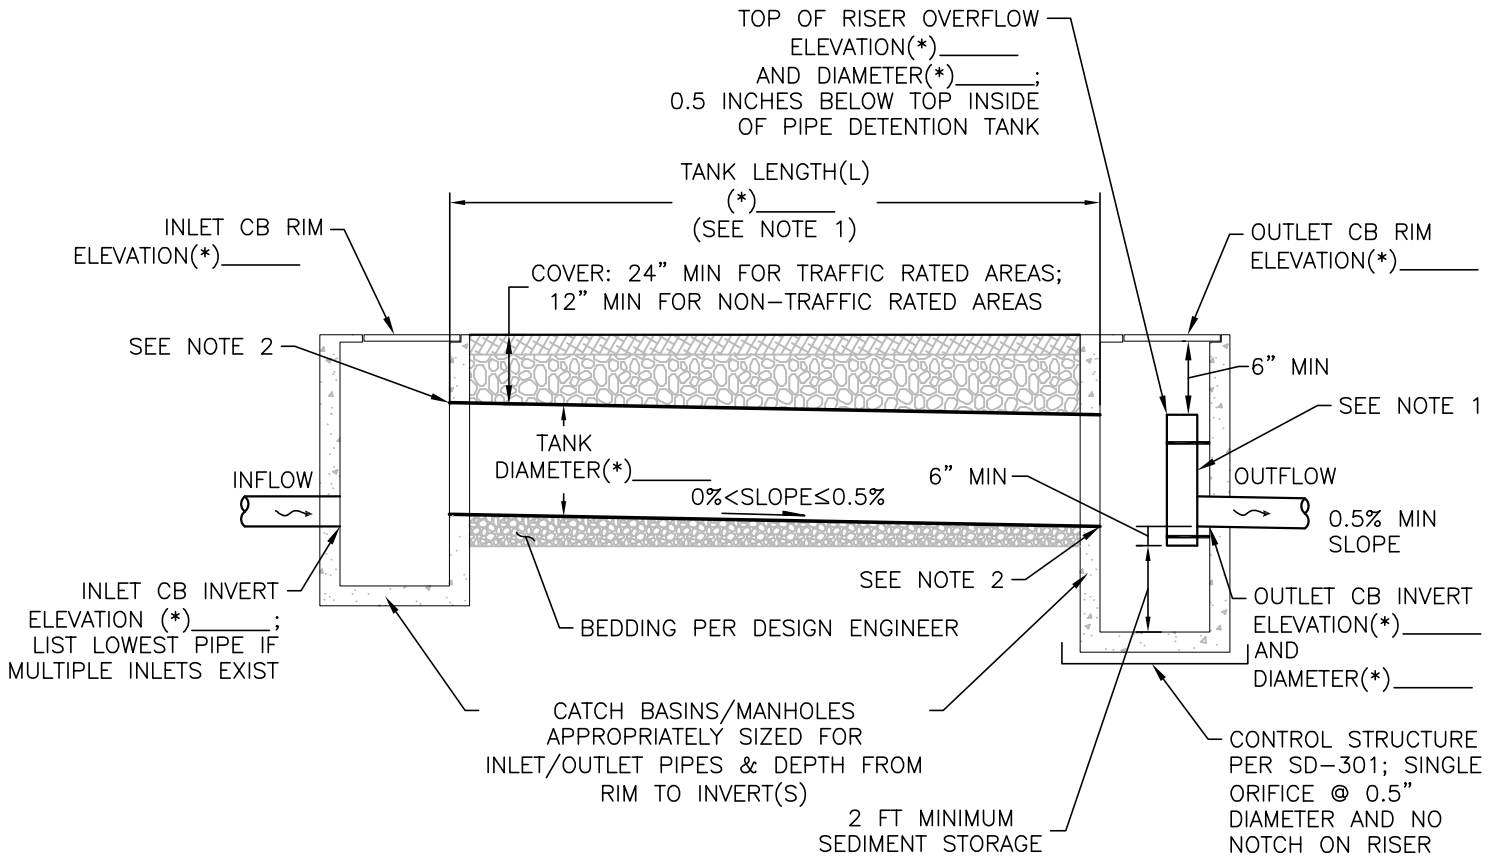 TOP OF RISER OVERFLOW
ELEVATION(*)______
AND DIAMETER(*)______;
0.5 INCHES BELOW TOP INSIDE
OF PIPE DETENTION TANK
TANK LENGTH(L)
(*)______
(SEE NOTE 1)
INLET CB RIM
ELEVATION(*)______
OUTLET CB RIM
ELEVATION(*)______
COVER: 24" MIN FOR TRAFFIC RATED AREAS;
12" MIN FOR NON-TRAFFIC RATED AREAS
SEE NOTE 2
6" MIN
SEE NOTE 1
TANK
DIAMETER(*)______
INFLOW
6" MIN
OUTFLOW
0%<SLOPE≤0.5%
0.5% MIN
SLOPE
SEE NOTE 2
INLET CB INVERT
ELEVATION (*)______;
LIST LOWEST PIPE IF
MULTIPLE INLETS EXIST
OUTLET CB INVERT
ELEVATION(*)______
AND
DIAMETER(*)______
BEDDING PER DESIGN ENGINEER
CATCH BASINS/MANHOLES
APPROPRIATELY SIZED FOR
INLET/OUTLET PIPES & DEPTH FROM
RIM TO INVERT(S)
2 FT MINIMUM
SEDIMENT STORAGE
CONTROL STRUCTURE
PER SD-301; SINGLE
ORIFICE @ 0.5"
DIAMETER AND NO
NOTCH ON RISER